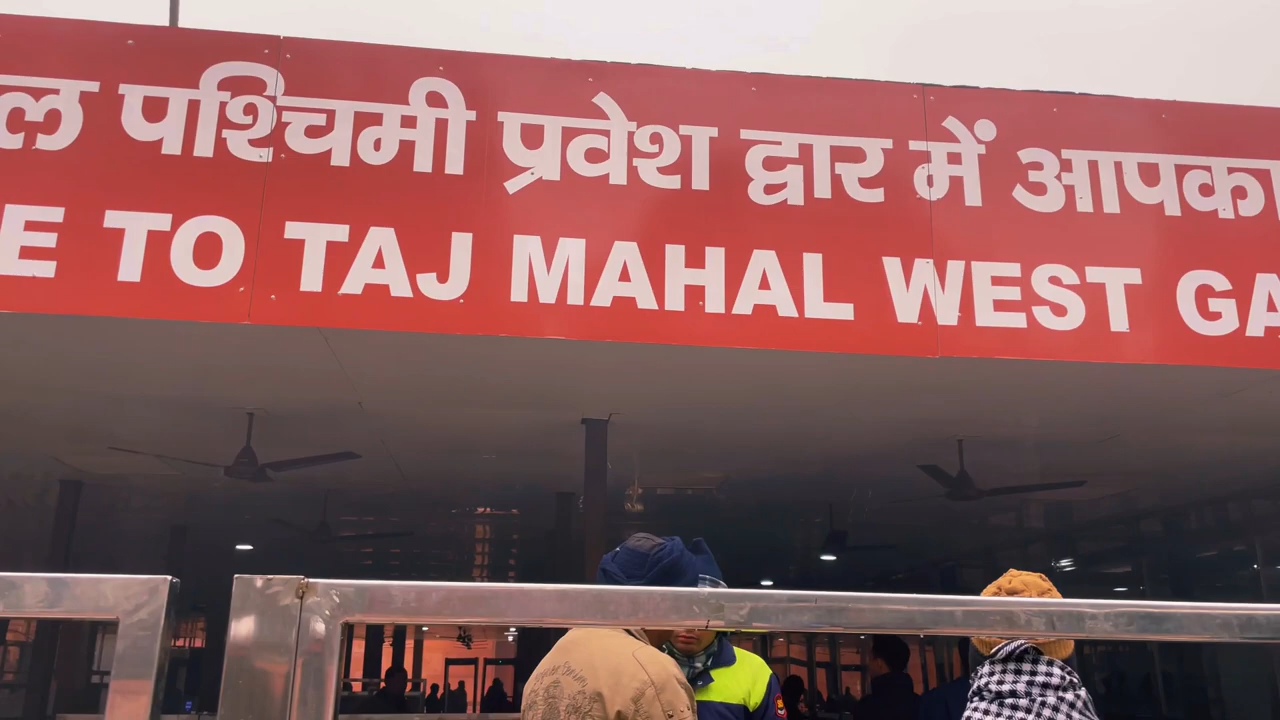 ल पश्चिमी प्रवेश द्वार में आपका
E TO TAJ MAHAL WEST GA